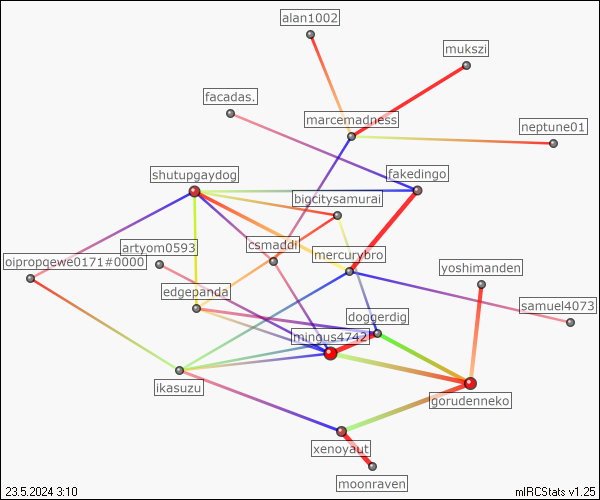 alan1002
mukszi
facadas.
marcemadness
neptune01
shutupgaydog
fakedingo
bigcitysamurai
artyom0593
csmaddi
mercurybro
oipropqewe0171#0000
yoshimanden
edgepanda
samuel4073
doggerdig
mingus4742
ikasuzu
gorudenneko
xenoyaut
moonraven
23.5.2024 3:10
mIRCStats v1.25